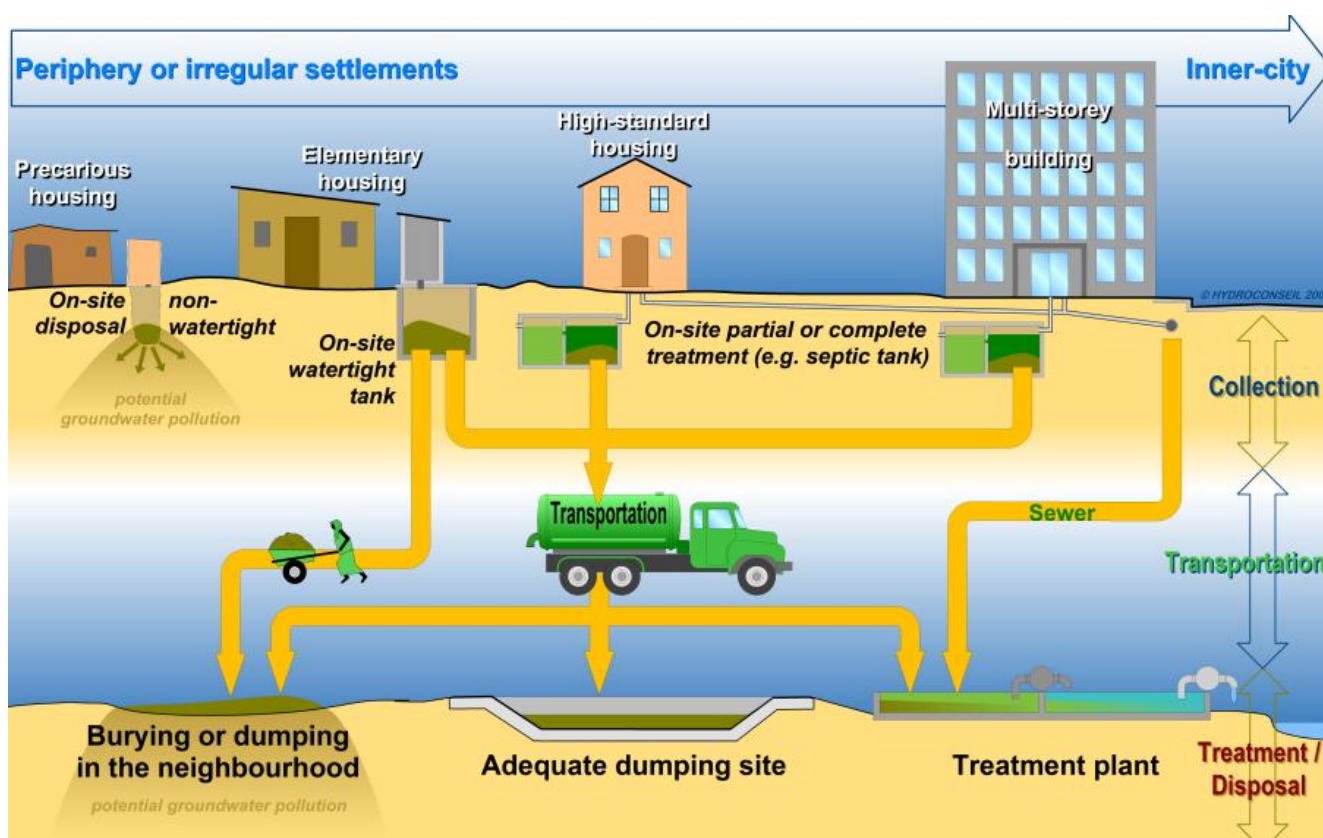 Periphery or irregular settlements
Inner-city
Precarious
housing
Elementary
housing
High-standard
housing
Multi-storey
building
On-site
disposal
non-
watertight
potential
groundwater pollution
On-site
watertight
tank
On-site partial or complete
treatment (e.g. septic tank)
© HYDROCONSEIL 200
Collection
Transportation
Sewer
Transportation
Burying or dumping
in the neighbourhood
potential groundwater pollution
Adequate dumping site
Treatment plant
Treatment /
Disposal